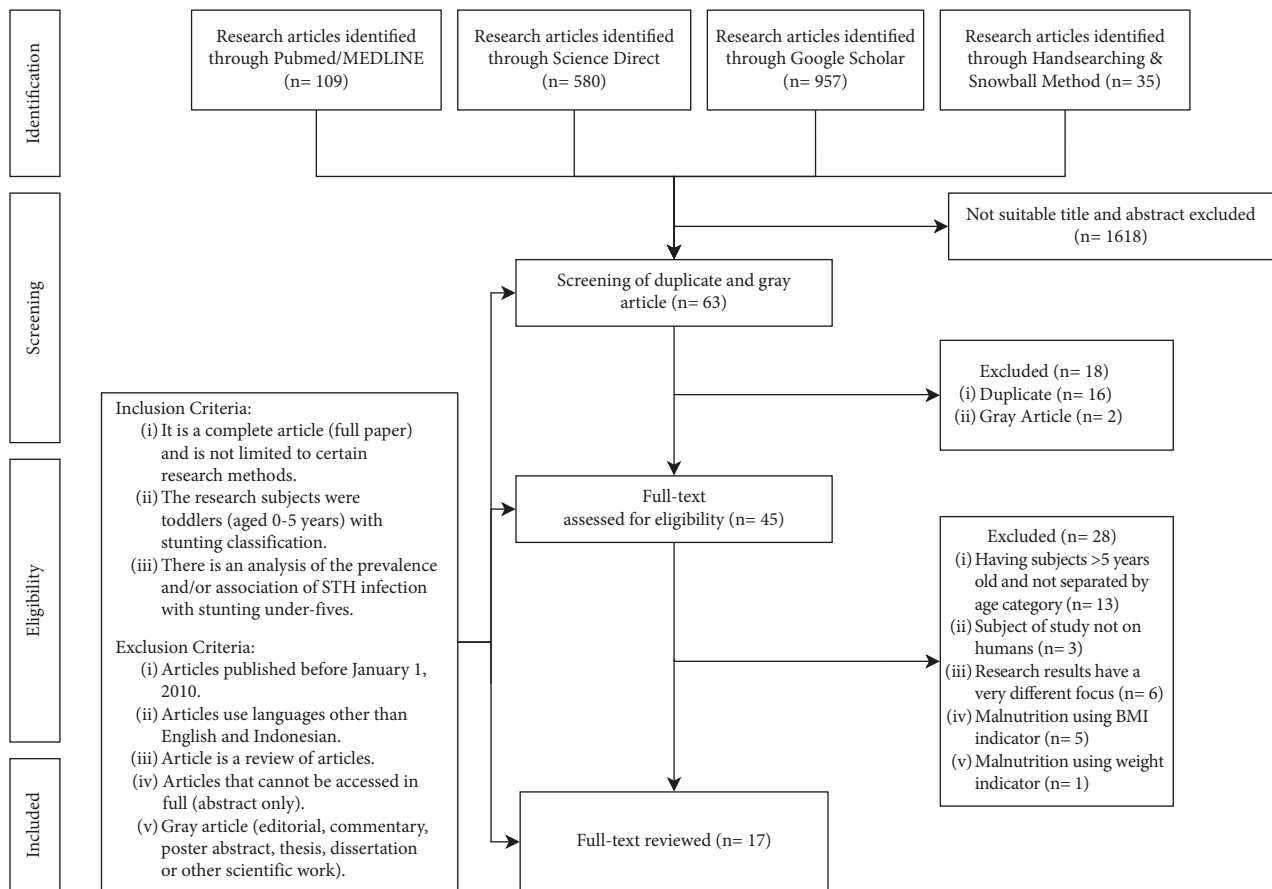 Identification
Research articles identified
through Pubmed/MEDLINE
(n= 109)
Research articles identified
through Science Direct
(n= 580)
Research articles identified
through Google Scholar
(n= 957)
Research articles identified
through Handsearching &
Snowball Method (n= 35)
Screening
Not suitable title and abstract excluded
(n= 1618)
Screening of duplicate and gray
article (n= 63)
Excluded (n= 18)
(i) Duplicate (n= 16)
(ii) Gray Article (n= 2)
Inclusion Criteria:
(i) It is a complete article (full paper)
and is not limited to certain
research methods.
(ii) The research subjects were
toddlers (aged 0-5 years) with
stunting classification.
(iii) There is an analysis of the prevalence
and/or association of STH infection
with stunting under-fives.
Exclusion Criteria:
(i) Articles published before January 1,
2010.
(ii) Articles use languages other than
English and Indonesian.
(iii) Article is a review of articles.
(iv) Articles that cannot be accessed in
full (abstract only).
(v) Gray article (editorial, commentary,
poster abstract, thesis, dissertation
or other scientific work).
Eligibility
Full-text
assessed for eligibility (n= 45)
Excluded (n= 28)
(i) Having subjects >5 years
old and not separated by
age category (n= 13)
(ii) Subject of study not on
humans (n= 3)
(iii) Research results have a
very different focus (n= 6)
(iv) Malnutrition using BMI
indicator (n= 5)
(v) Malnutrition using weight
indicator (n= 1)
Included
Full-text reviewed (n= 17)